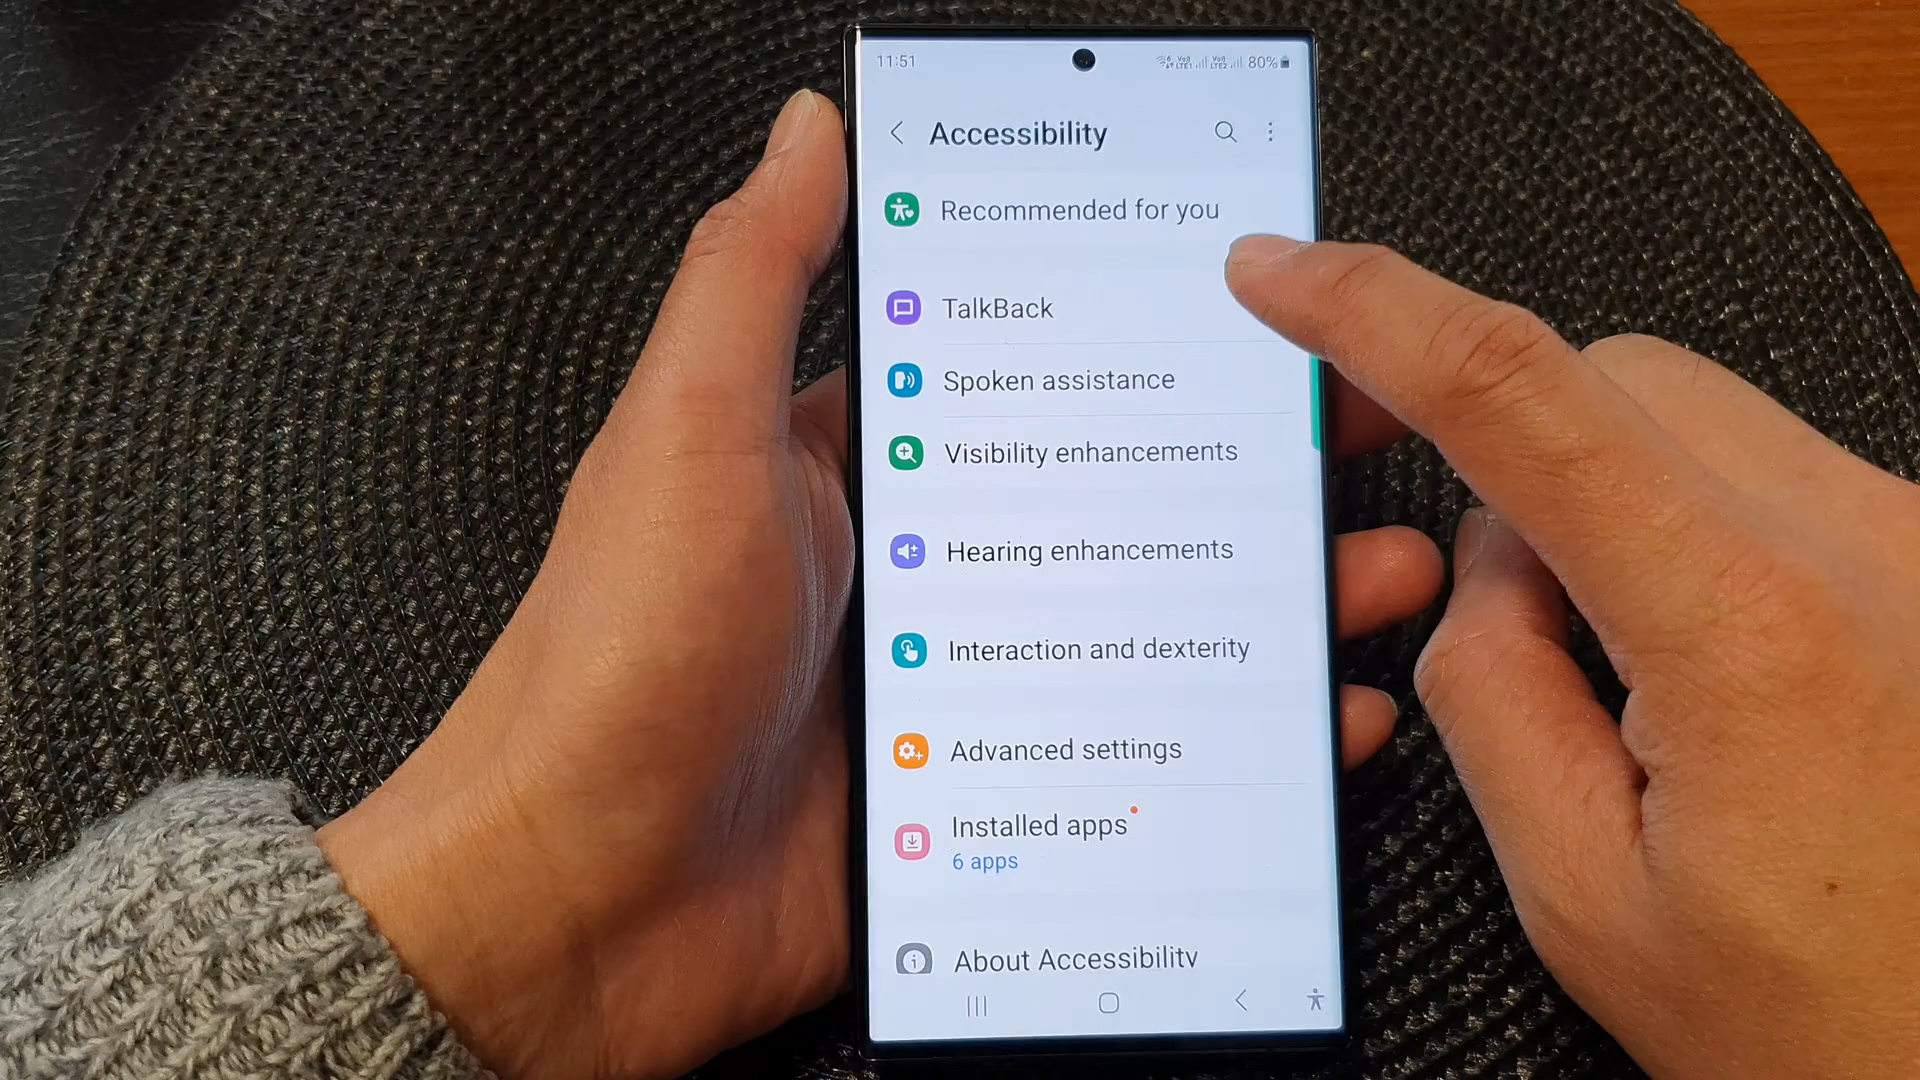 11:51
80%
Accessibility
Recommended for you
TalkBack
Spoken assistance
Visibility enhancements
Hearing enhancements
Interaction and dexterity
Advanced settings
Installed apps
6 apps
About Accessibility